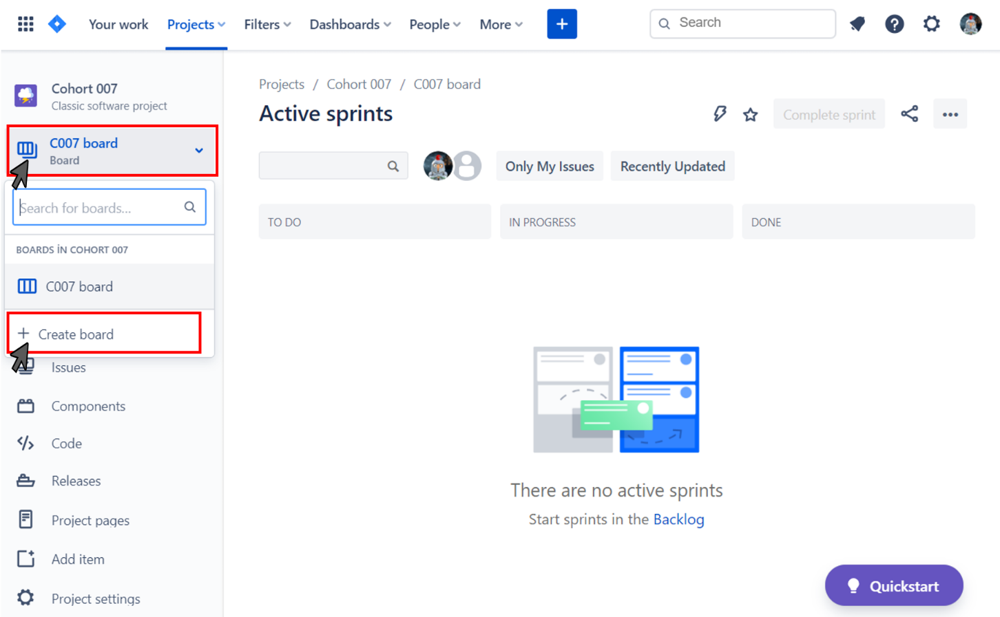 Your work
Projects
Filters
Dashboards
People
More
Search
Cohort 007
Classic software project
C007 board
Board
Search for boards...
BOARDS İN COHORT 007
C007 board
Create board
Issues
Components
Code
Releases
Project pages
Add item
Project settings
Projects / Cohort 007 / C007 board
Active sprints
Complete sprint
Only My Issues
Recently Updated
TO DO
IN PROGRESS
DONE
There are no active sprints
Start sprints in the Backlog
Quickstart